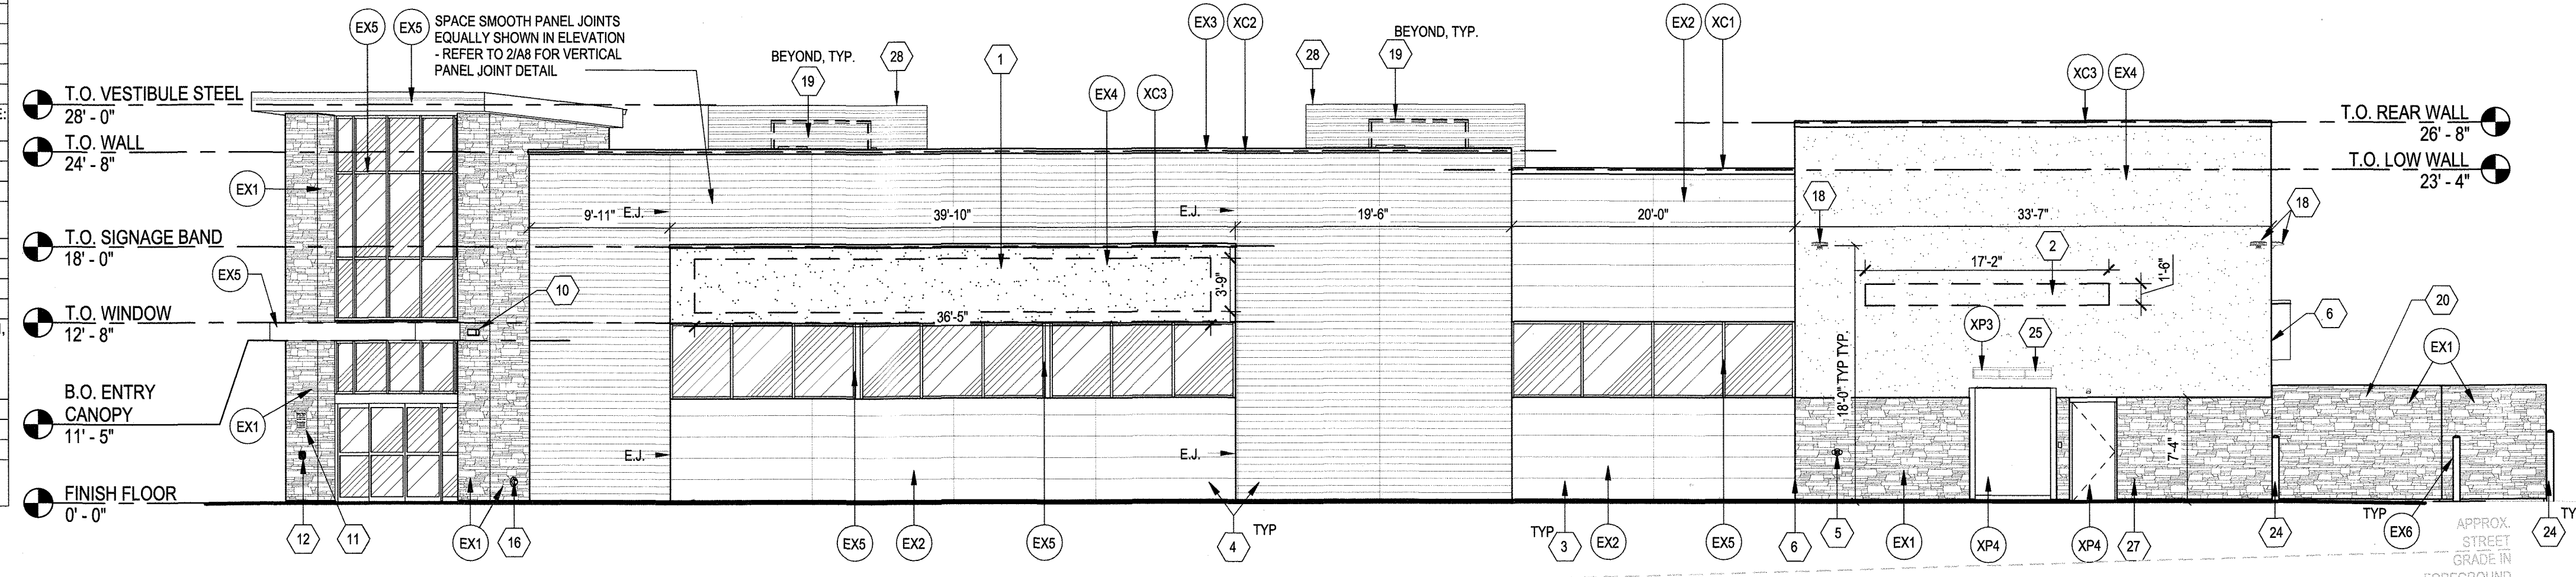 EX5
EX5
SPACE SMOOTH PANEL JOINTS
EQUALLY SHOWN IN ELEVATION
- REFER TO 2/A8 FOR VERTICAL
PANEL JOINT DETAIL
BEYOND, TYP.
19
28
1
EX4
XC3
EX3
XC2
28
BEYOND, TYP.
19
EX2
XC1
XC3
EX4
T.O. VESTIBULE STEEL
28' - 0"
T.O. WALL
24' - 8"
T.O. REAR WALL
26' - 8"
T.O. LOW WALL
23' - 4"
EX1
9'-11"
E.J.
39'-10"
E.J.
19'-6"
20'-0"
33'-7"
18
18
T.O. SIGNAGE BAND
18' - 0"
EX5
10
3'-9"
36'-5"
2
17'-2"
1'-6"
T.O. WINDOW
12' - 8"
XP3
25
6
20
EX1
B.O. ENTRY
CANOPY
11' - 5"
EX1
18'-0" TYP TYP.
7'-4"
E.J.
E.J.
FINISH FLOOR
0' - 0"
12
11
EX1
16
EX5
EX2
EX5
4
TYP
TYP
3
EX2
EX5
6
5
EX1
XP4
XP4
27
24
TYP
EX6
24
TY
APPROX.
STREET
GRADE IN
FOREGROUND